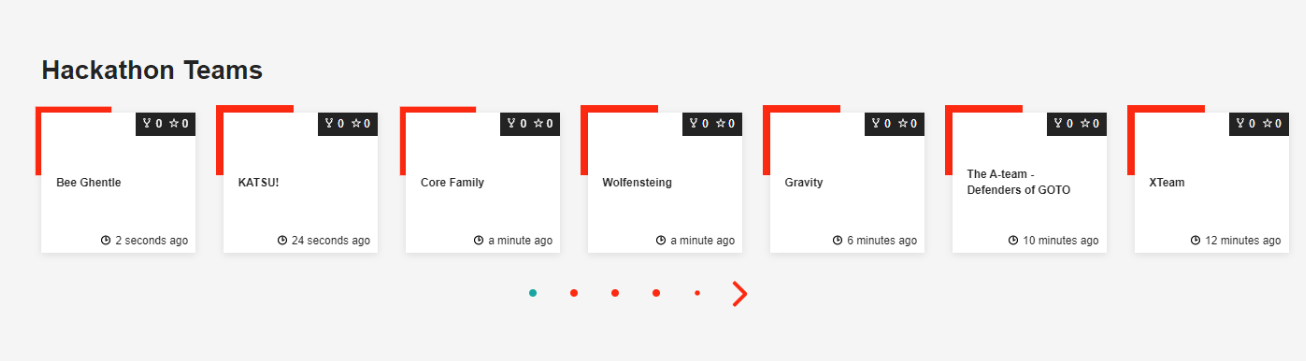 Hackathon Teams
0 0
Bee Ghentle
2 seconds ago
0 0
KATSU!
24 seconds ago
0 0
Core Family
a minute ago
0 0
Wolfensteing
a minute ago
0 0
Gravity
6 minutes ago
0 0
The A-team -
Defenders of GOTO
10 minutes ago
0 0
XTeam
12 minutes ago